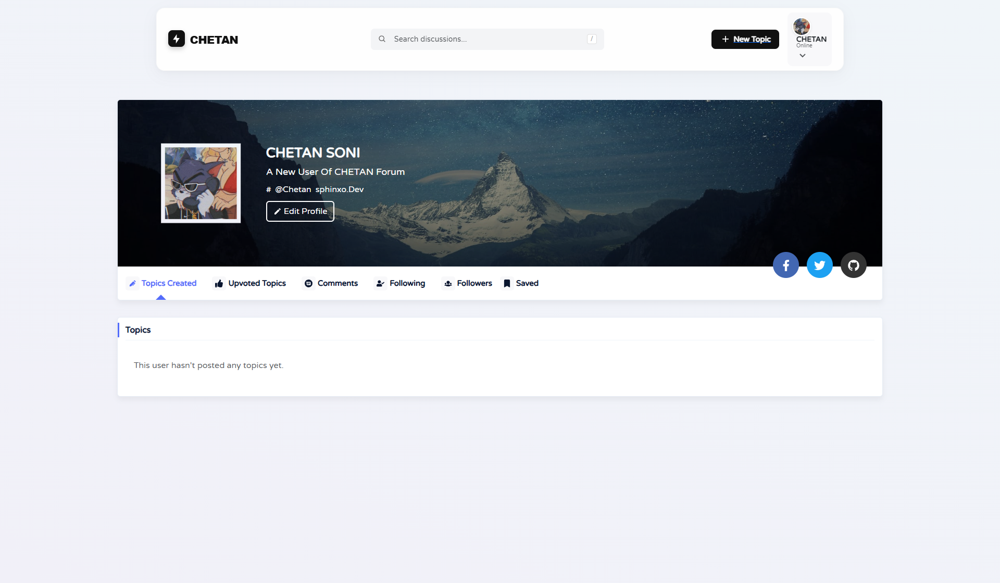 CHETAN
Search discussions...
/
New Topic
CHETAN
Online
CHETAN SONI
A New User Of CHETAN Forum
# @Chetan sphinxo.Dev
Edit Profile
Topics Created
Upvoted Topics
Comments
Following
Followers
Saved
Topics
This user hasn't posted any topics yet.